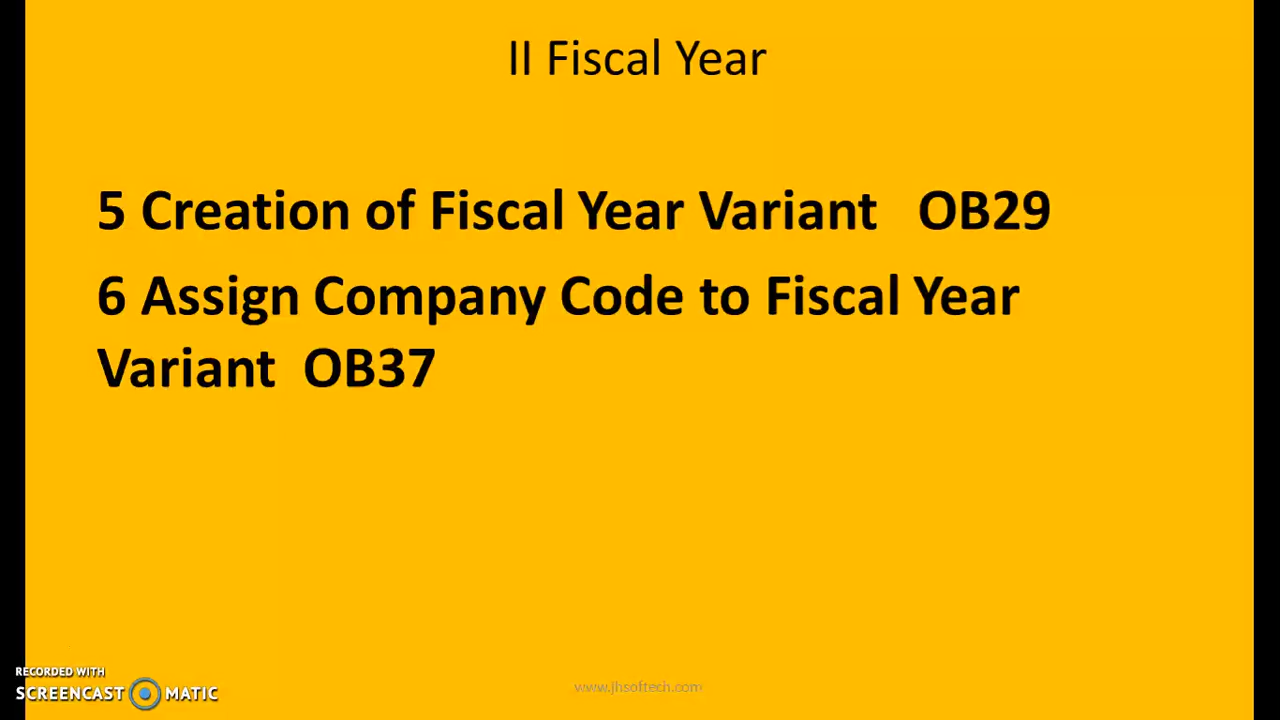 II Fiscal Year
5 Creation of Fiscal Year Variant OB29
6 Assign Company Code to Fiscal Year
Variant OB37
RECORDED WITH
SCREENCAST MATIC
www.jhsoftech.com